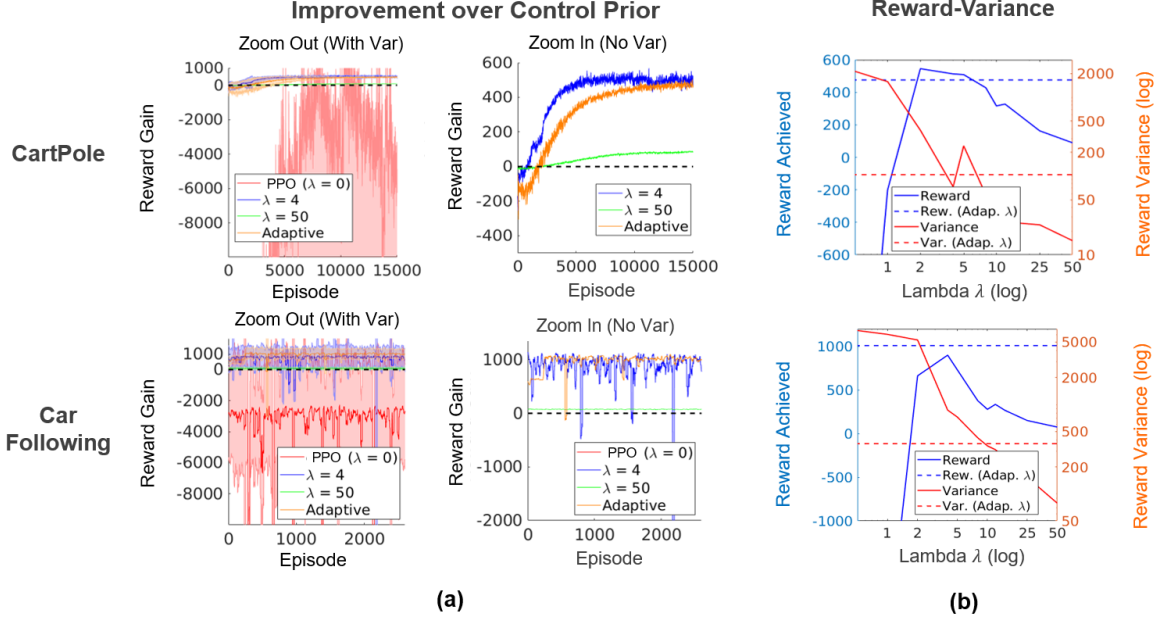 Improvement over Control Prior
Reward-Variance
Zoom Out (With Var)
Zoom In (No Var)
CartPole
Reward Gain
1000
0
-2000
-4000
-6000
-8000
PPO (λ = 0)
λ = 4
λ = 50
Adaptive
0 5000 10000 15000
Episode
Reward Gain
600
400
200
0
-200
-400
λ = 4
λ = 50
Adaptive
0 5000 10000 15000
Episode
Reward Achieved
600
400
200
0
-200
-400
-600
Reward
Rew. (Adap. λ)
Variance
Var. (Adap. λ)
2000
200
50
10
Reward Variance (log)
1 2 5 10 25 50
Lambda λ (log)
Zoom Out (With Var)
Zoom In (No Var)
Car
Following
Reward Gain
1000
0
-2000
-4000
-6000
-8000
PPO (λ = 0)
λ = 4
λ = 50
Adaptive
0 1000 2000
Episode
Reward Gain
1000
0
-1000
-2000
PPO (λ = 0)
λ = 4
λ = 50
Adaptive
0 1000 2000
Episode
Reward Achieved
1000
500
0
-500
-1000
Reward
Rew. (Adap. λ)
Variance
Var. (Adap. λ)
5000
2000
500
200
50
Reward Variance (log)
1 2 5 10 25 50
Lambda λ (log)
(a)
(b)